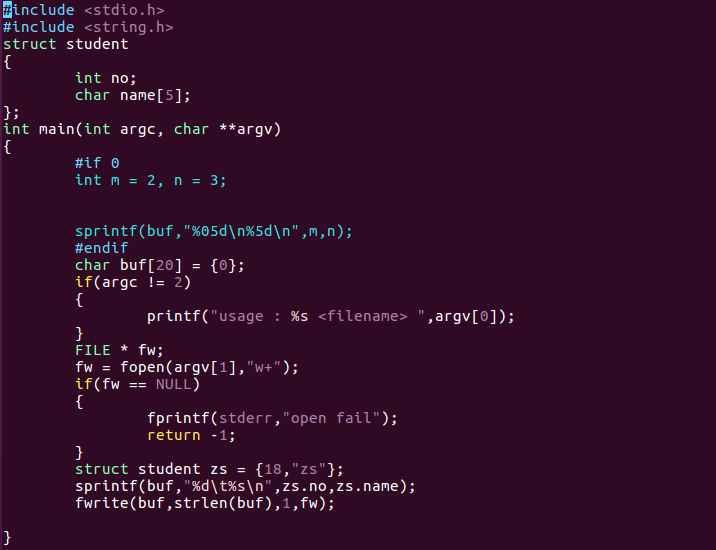 #include <stdio.h>
#include <string.h>
struct student
{
        int no;
        char name[5];
};
int main(int argc, char **argv)
{
        #if 0
        int m = 2, n = 3;


        sprintf(buf,"%05d\n%5d\n",m,n);
        #endif
        char buf[20] = {0};
        if(argc != 2)
        {
                printf("usage : %s <filename> ",argv[0]);
        }
        FILE * fw;
        fw = fopen(argv[1],"w+");
        if(fw == NULL)
        {
                fprintf(stderr,"open fail");
                return -1;
        }
        struct student zs = {18,"zs"};
        sprintf(buf,"%d\t%s\n",zs.no,zs.name);
        fwrite(buf,strlen(buf),1,fw);

}